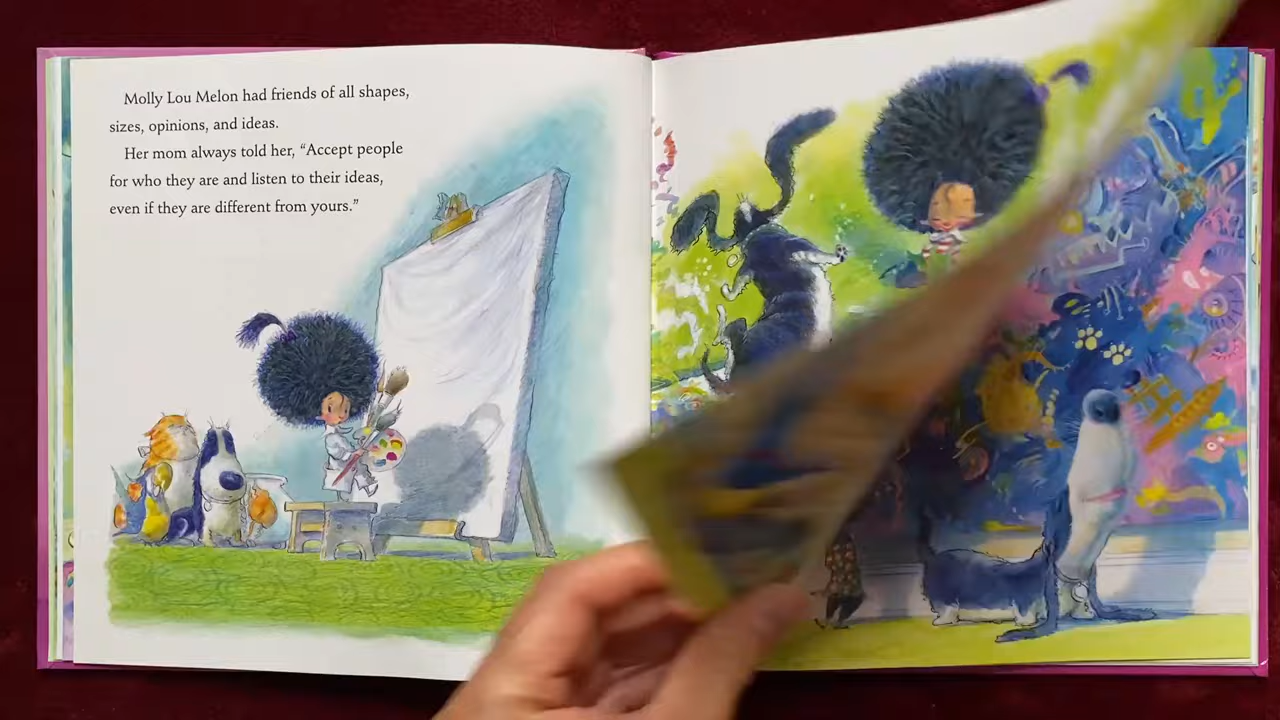 Molly Lou Melon had friends of all shapes,
sizes, opinions, and ideas.
Her mom always told her, “Accept people
for who they are and listen to their ideas,
even if they are different from yours.”